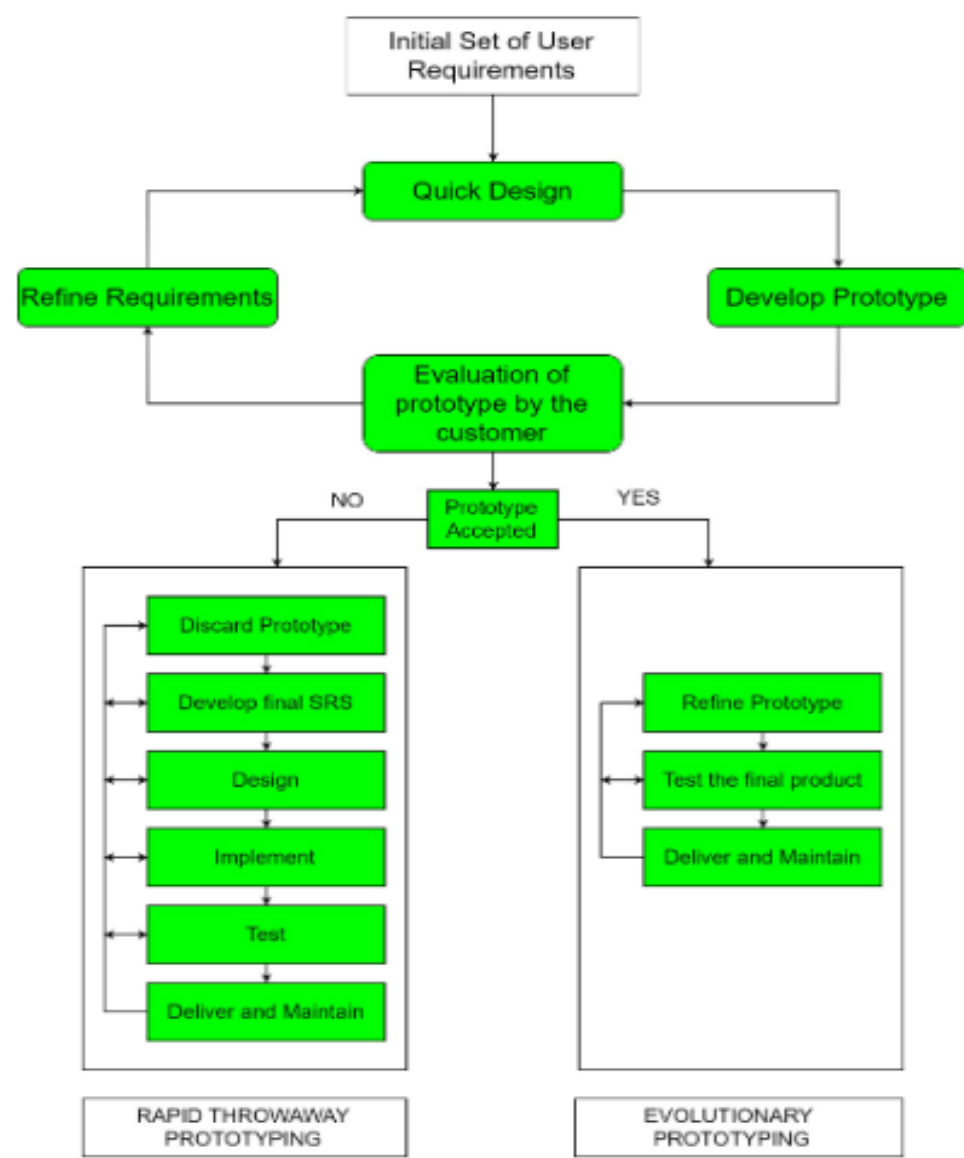 Initial Set of User
Requirements
Quick Design
Refine Requirements
Develop Prototype
Evaluation of
prototype by the
customer
NO
Prototype
Accepted
YES
Discard Prototype
Develop final SRS
Design
Implement
Test
Deliver and Maintain
Refine Prototype
Test the final product
Deliver and Maintain
RAPID THROWAWAY
PROTOTYPING
EVOLUTIONARY
PROTOTYPING